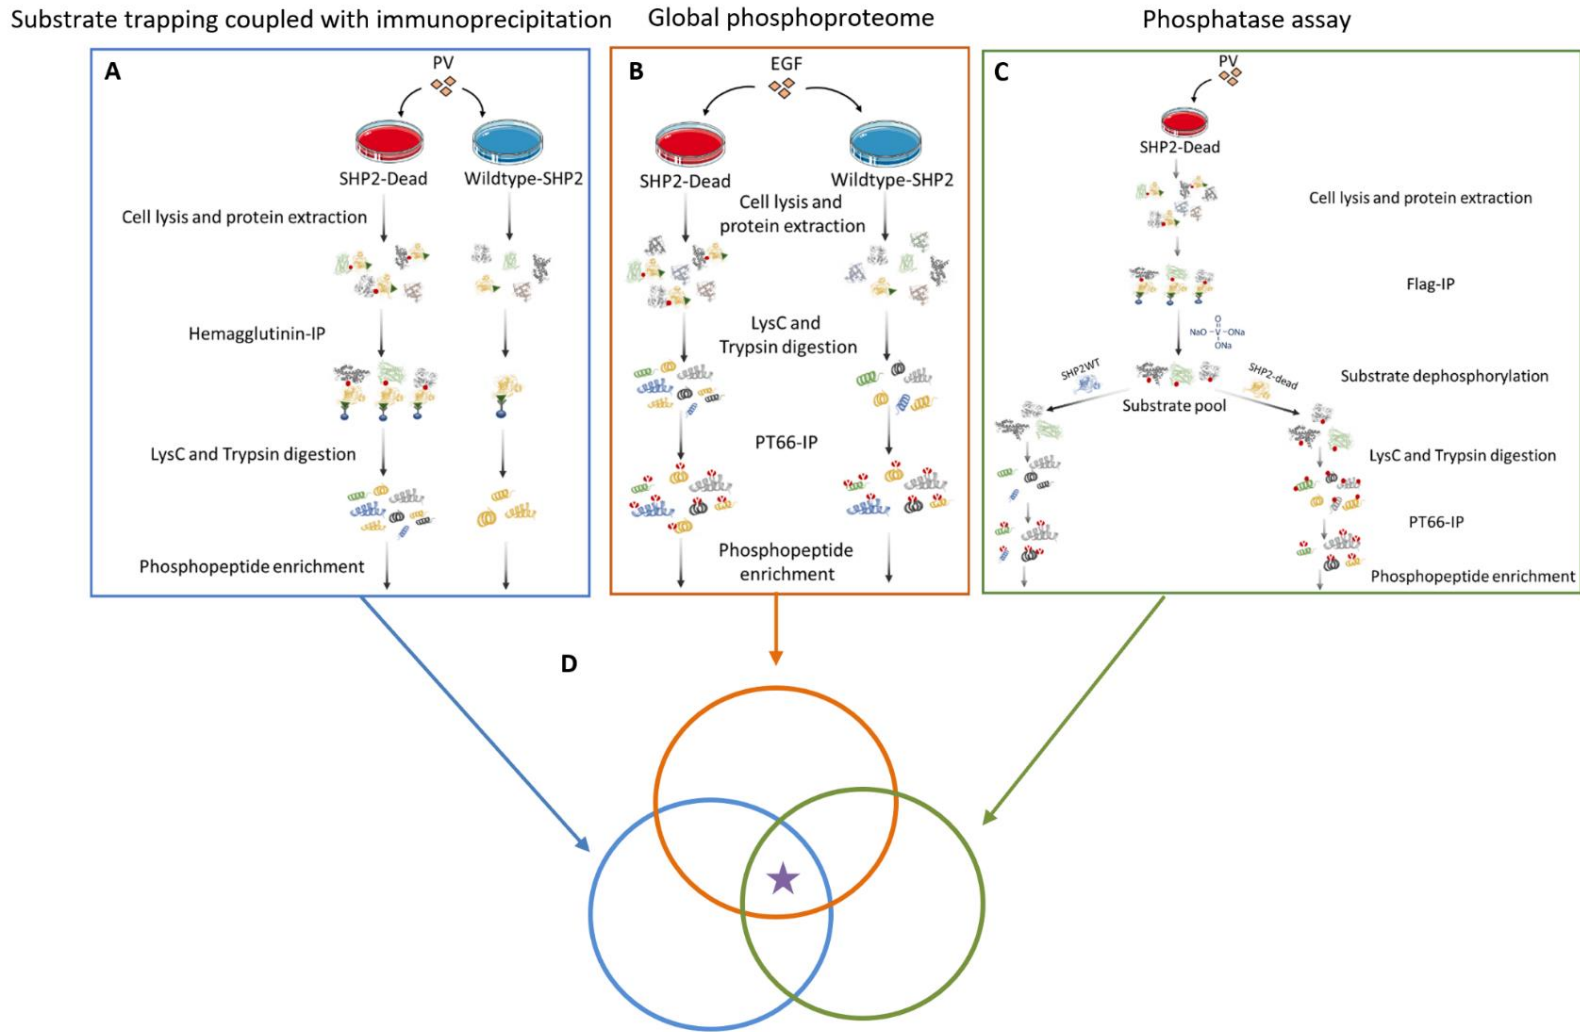 Substrate trapping coupled with immunoprecipitation
Global phosphoproteome
Phosphatase assay
A
PV
SHP2-Dead
Wildtype-SHP2
Cell lysis and protein extraction
Hemagglutinin-IP
LysC and Trypsin digestion
Phosphopeptide enrichment
B
EGF
SHP2-Dead
Wildtype-SHP2
Cell lysis and
protein extraction
LysC and
Trypsin digestion
PT66-IP
Phosphopeptide
enrichment
C
PV
SHP2-Dead
Cell lysis and protein extraction
Flag-IP
O
NaO V ONa
ONa
SHP2WT
SHP2-dead
Substrate dephosphorylation
Substrate pool
LysC and Trypsin digestion
PT66-IP
Phosphopeptide enrichment
D